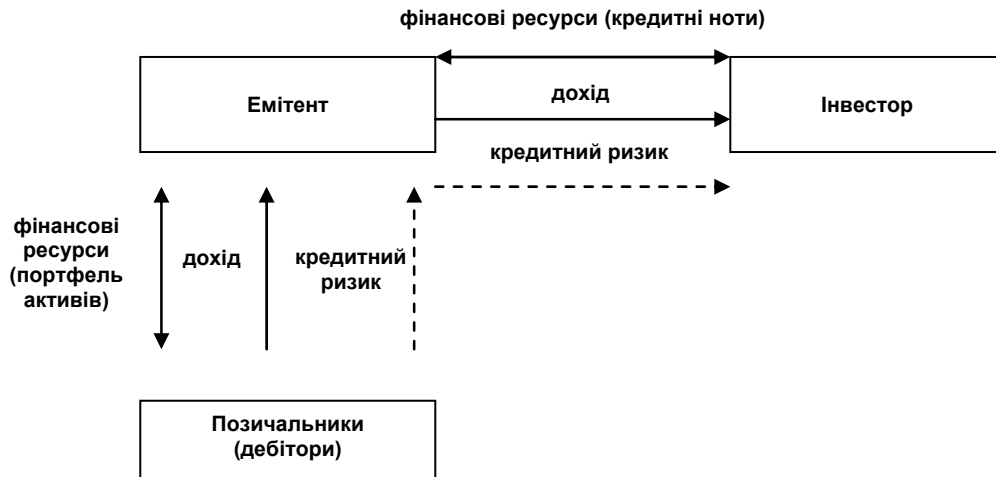 фінансові ресурси (кредитні ноти)
Емітент
дохід
Інвестор
кредитний ризик
фінансові
ресурси
(портфель
активів)
дохід
кредитний
ризик
Позичальники
(дебітори)